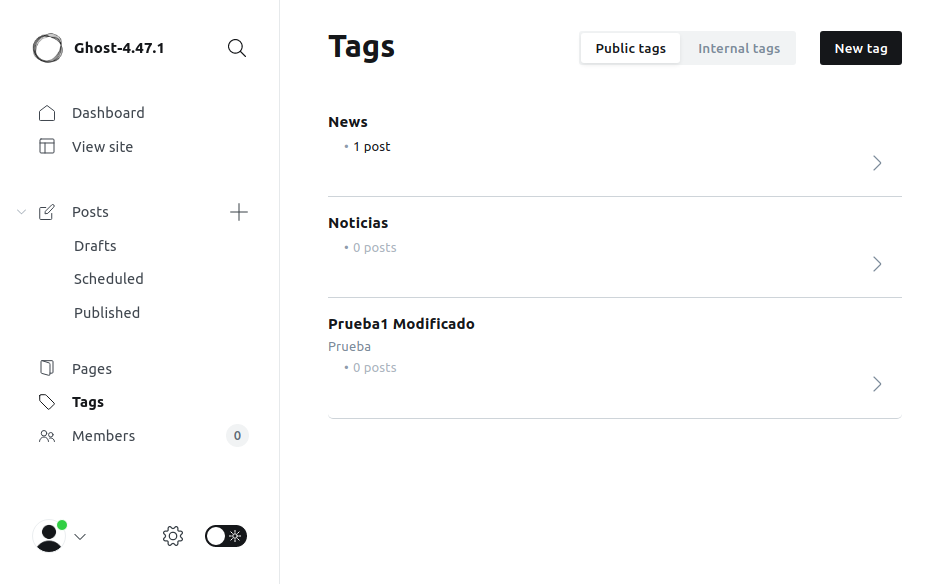 Ghost-4.47.1
Dashboard
View site
Posts
Drafts
Scheduled
Published
Pages
Tags
Members
0
Tags
Public tags
Internal tags
New tag
News
• 1 post
Noticias
• 0 posts
Prueba1 Modificado
Prueba
• 0 posts